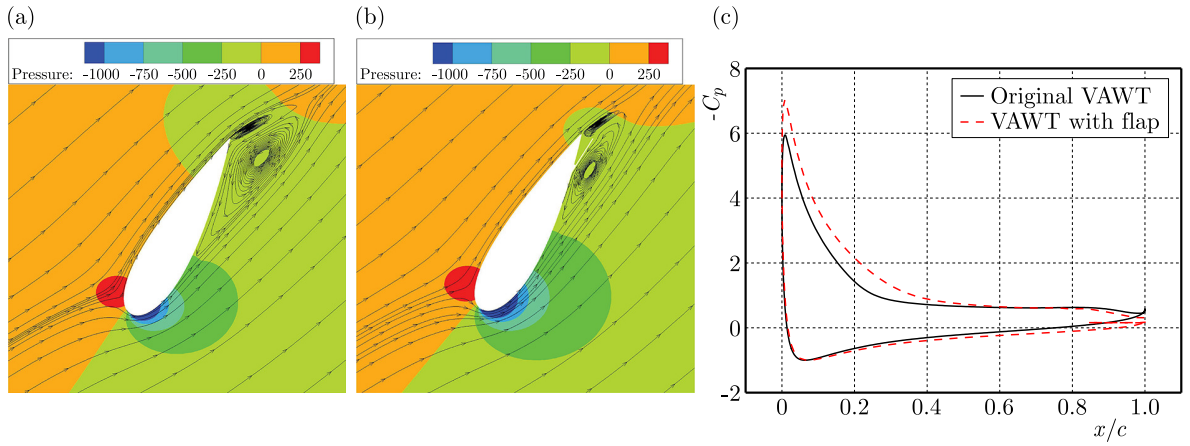 (a)
Pressure: -1000 -750 -500 -250 0 250
(b)
Pressure: -1000 -750 -500 -250 0 250
(c)
8
6
4
2
0
-2
-Cₚ
Original VAWT
VAWT with flap
0 0.2 0.4 0.6 0.8 1.0
x/c